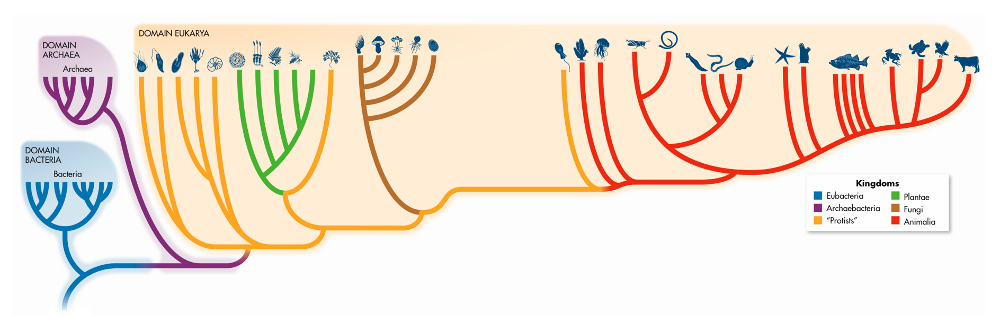 DOMAIN EUKARYA
DOMAIN
ARCHAEA
Archaea
DOMAIN
BACTERIA
Bacteria
Kingdoms
Eubacteria
Archaebacteria
“Protists”
Plantae
Fungi
Animalia